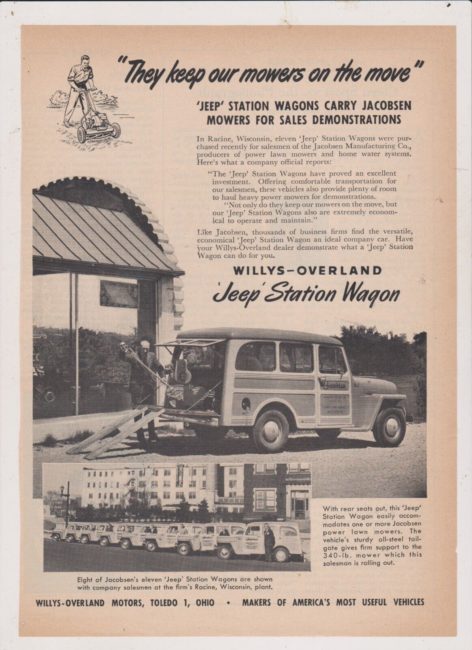 "They keep our mowers on the move"
'JEEP' STATION WAGONS CARRY JACOBSEN
MOWERS FOR SALES DEMONSTRATIONS
In Racine, Wisconsin, eleven 'Jeep' Station Wagons were pur-
chased recently for salesmen of the Jacobsen Manufacturing Co.,
producers of power lawn mowers and home water systems.
Here's what a company official reports:
"The 'Jeep' Station Wagons have proved an excellent
investment. Offering comfortable transportation for
our salesmen, these vehicles also provide plenty of room
to haul heavy power mowers for demonstrations.
"Not only do they keep our mowers on the move, but
our 'Jeep' Station Wagons also are extremely econom-
ical to operate and maintain."
Like Jacobsen, thousands of business firms find the versatile,
economical 'Jeep' Station Wagon an ideal company car. Have
your Willys-Overland dealer demonstrate what a 'Jeep' Station
Wagon can do for you.
WILLYS-OVERLAND
'Jeep' Station Wagon
With rear seats out, this 'Jeep'
Station Wagon easily accom-
modates one or more Jacobsen
power lawn mowers. The
vehicle's sturdy all-steel tail-
gate gives firm support to the
340-lb. mower which this
salesman is rolling out.
Eight of Jacobsen's eleven 'Jeep' Station Wagons are shown
with company salesmen at the firm's Racine, Wisconsin, plant.
WILLYS-OVERLAND MOTORS, TOLEDO 1, OHIO • MAKERS OF AMERICA'S MOST USEFUL VEHICLES